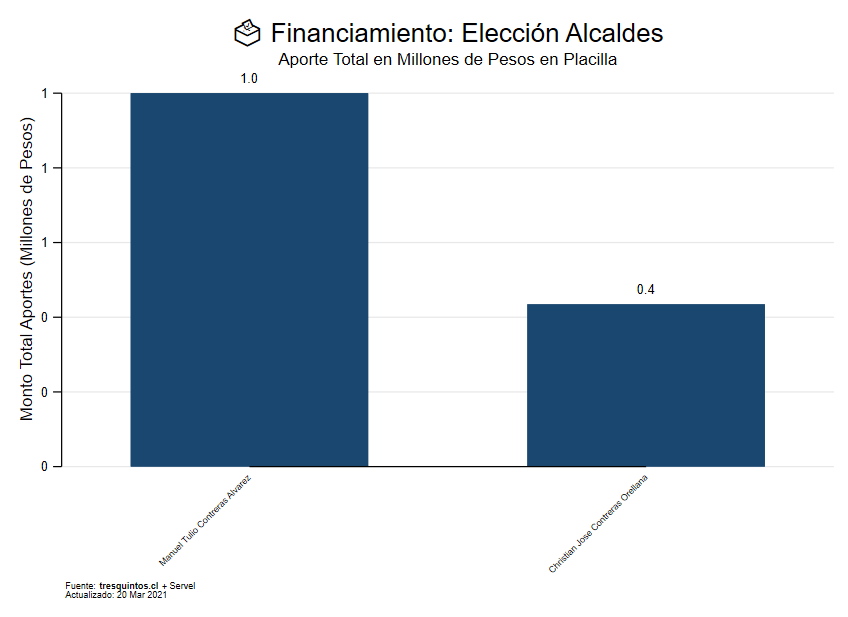 Financiamiento: Elección Alcaldes
Aporte Total en Millones de Pesos en Placilla
Monto Total Aportes (Millones de Pesos)
1
1
1
0
0
0
1.0
0.4
Manuel Tulio Contreras Alvarez
Christian Jose Contreras Orellana
Fuente: tresquintos.cl + Servel
Actualizado: 20 Mar 2021